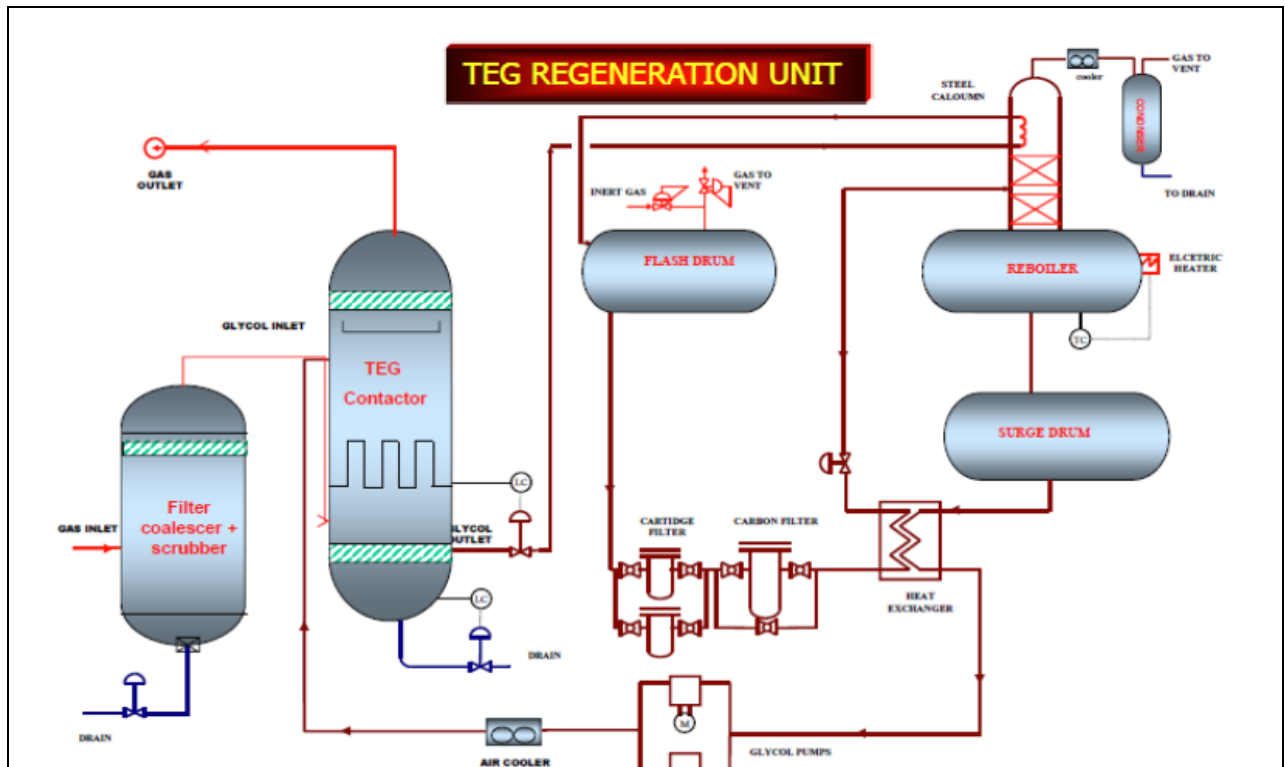 TEG REGENERATION UNIT
cooler
GAS TO
VENT
STEEL
CALOUMN
CONDNSER
TO DRAIN
GAS
OUTLET
INERT GAS
GAS TO
VENT
FLASH DRUM
REBOILER
ELCETRIC
HEATER
TC
GLYCOL INLET
TEG
Contactor
SURGE DRUM
Filter
coalescer +
scrubber
GAS INLET
LC
GLYCOL
OUTLET
CARTIDGE
FILTER
CARBON FILTER
HEAT
EXCHANGER
LC
DRAIN
DRAIN
M
GLYCOL PUMPS
AIR COOLER